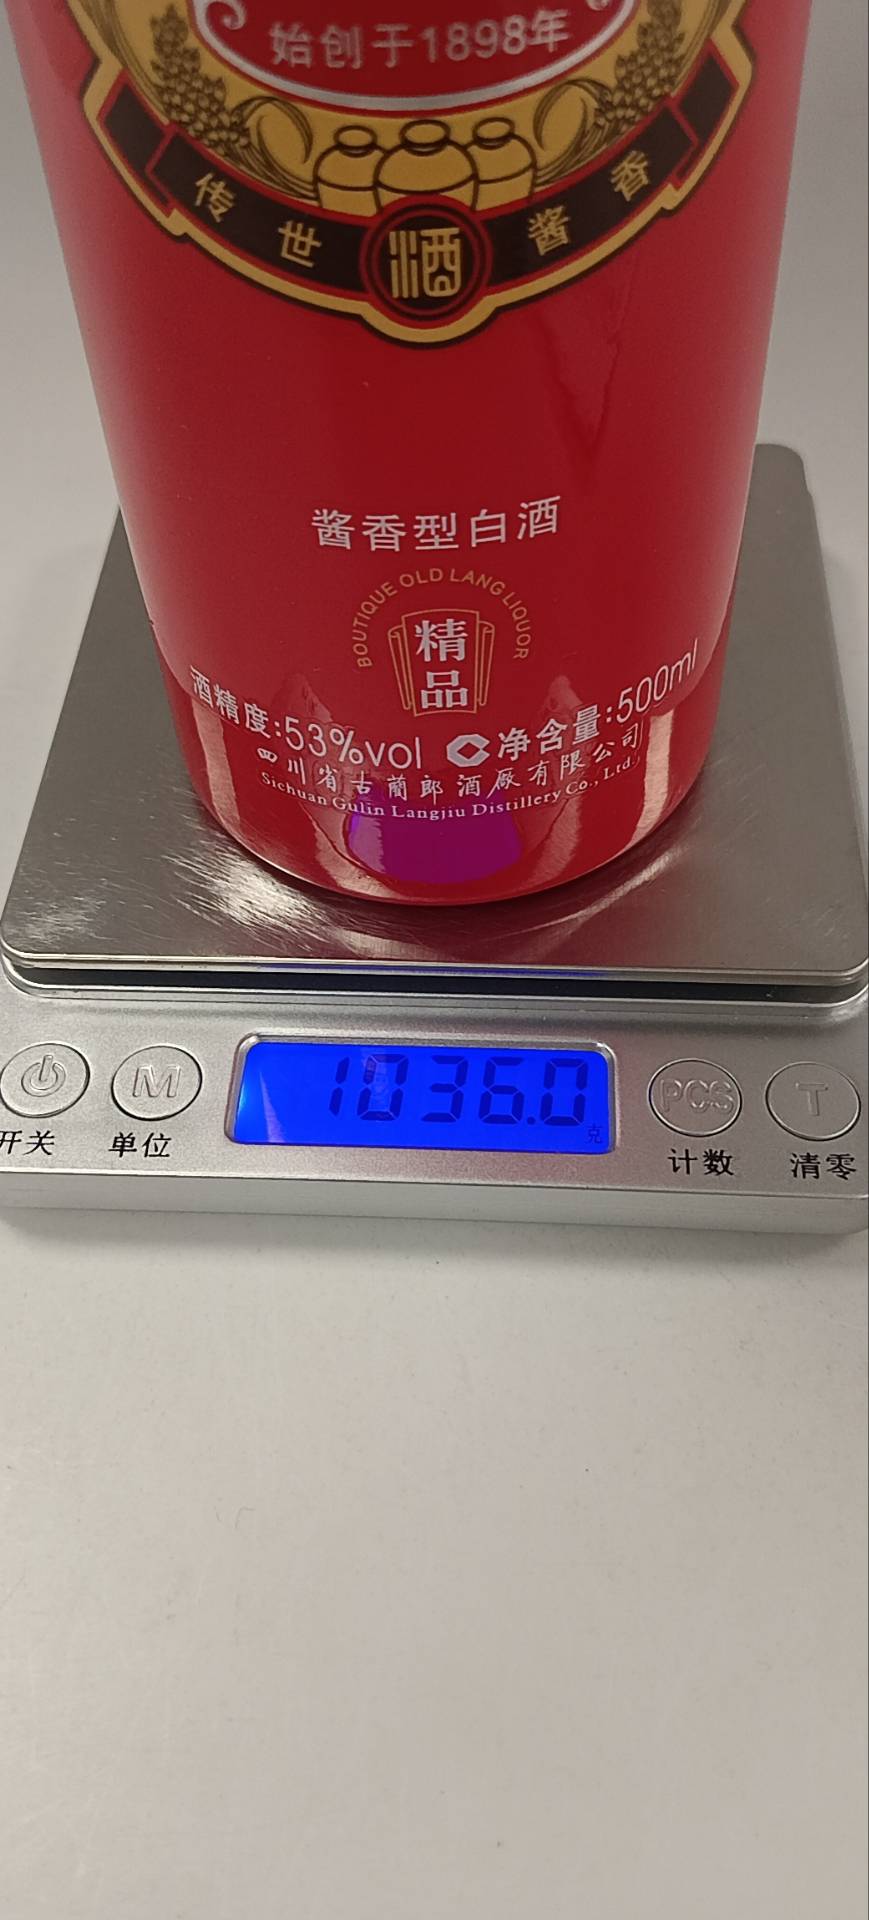 始创于1898年
传世酒酱香
酱香型白酒
BOUTIQUE OLD LANG LIQUOR
精品
酒精度:53%vol 净含量:500ml
四川省古蔺郎酒厰有限公司
Sichuan Gulin Langjiu Distillery Co., Ltd.
1036.0
克
M PCS T
开关 单位 计数 清零